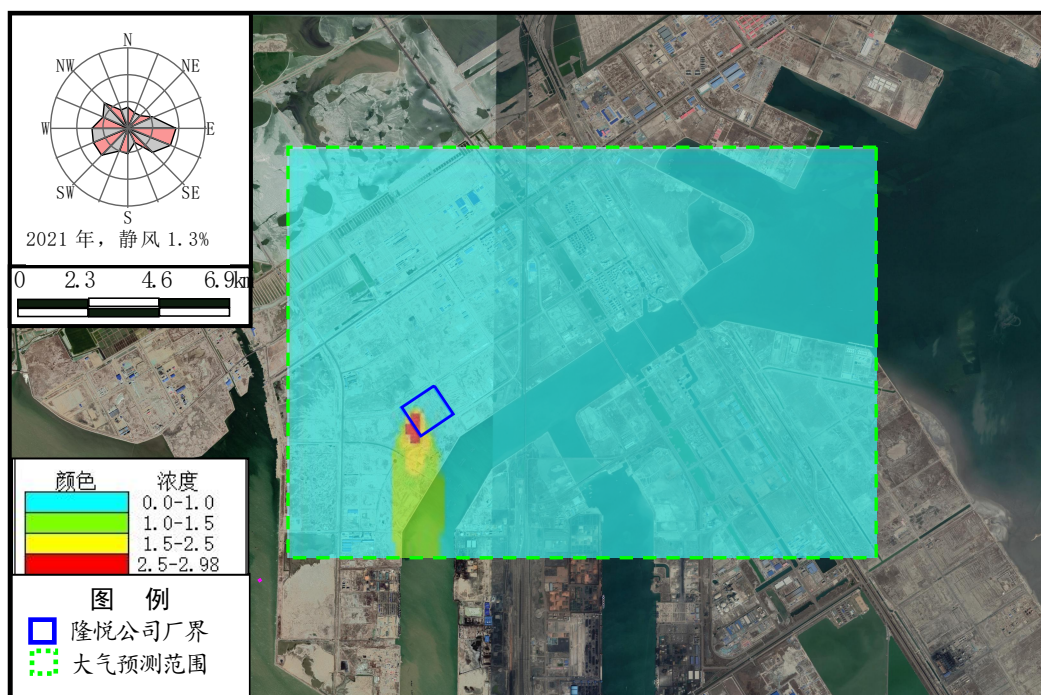 N
NW
NE
W
E
SW
SE
S
2021 年，静风 1.3%
0 2.3 4.6 6.9km
颜色 浓度
0.0-1.0
1.0-1.5
1.5-2.5
2.5-2.98
图 例
隆悦公司厂界
大气预测范围